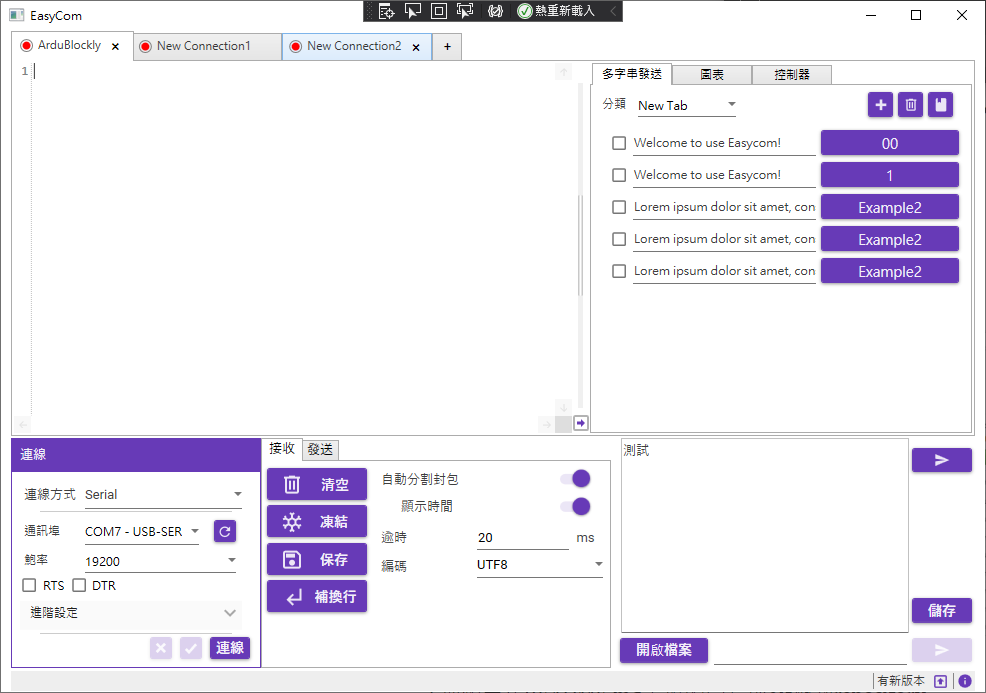 EasyCom
熱重新載入
ArduBlockly
New Connection1
New Connection2
+
1
多字串發送
圖表
控制器
分類 New Tab
Welcome to use Easycom! 00
Welcome to use Easycom! 1
Lorem ipsum dolor sit amet, con Example2
Lorem ipsum dolor sit amet, con Example2
Lorem ipsum dolor sit amet, con Example2
連線
連線方式 Serial
通訊埠 COM7 - USB-SER
鮑率 19200
RTS DTR
進階設定
連線
接收 發送
清空
凍結
保存
補換行
自動分割封包
顯示時間
逾時 20 ms
編碼 UTF8
測試
儲存
開啟檔案
有新版本